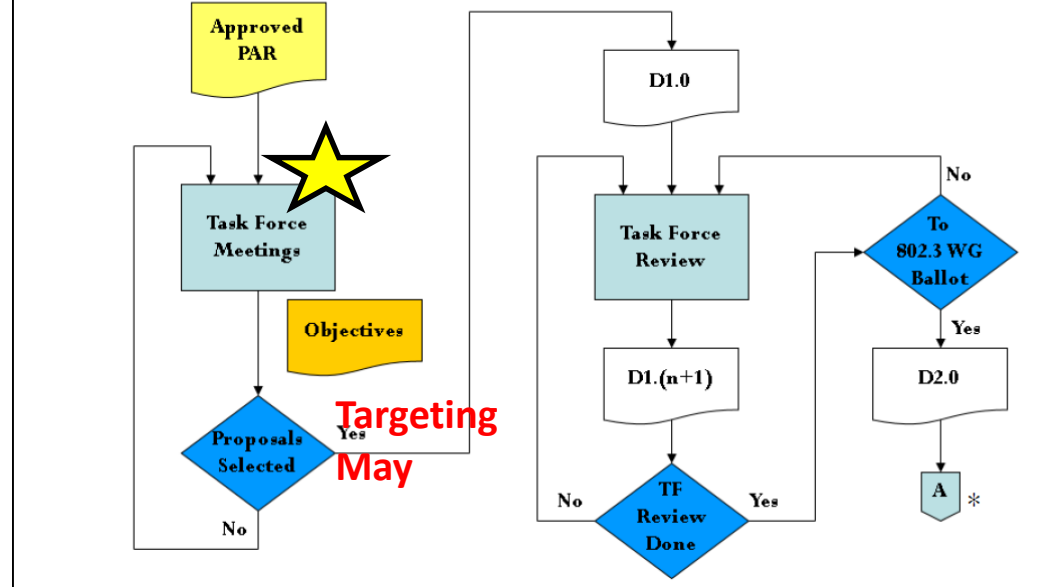 Approved
PAR
Task Force
Meetings
Objectives
Proposals
Selected
Yes
Targeting
May
No
D1.0
Task Force
Review
D1.(n+1)
TF
Review
Done
No
Yes
To
802.3 WG
Ballot
No
Yes
D2.0
A *